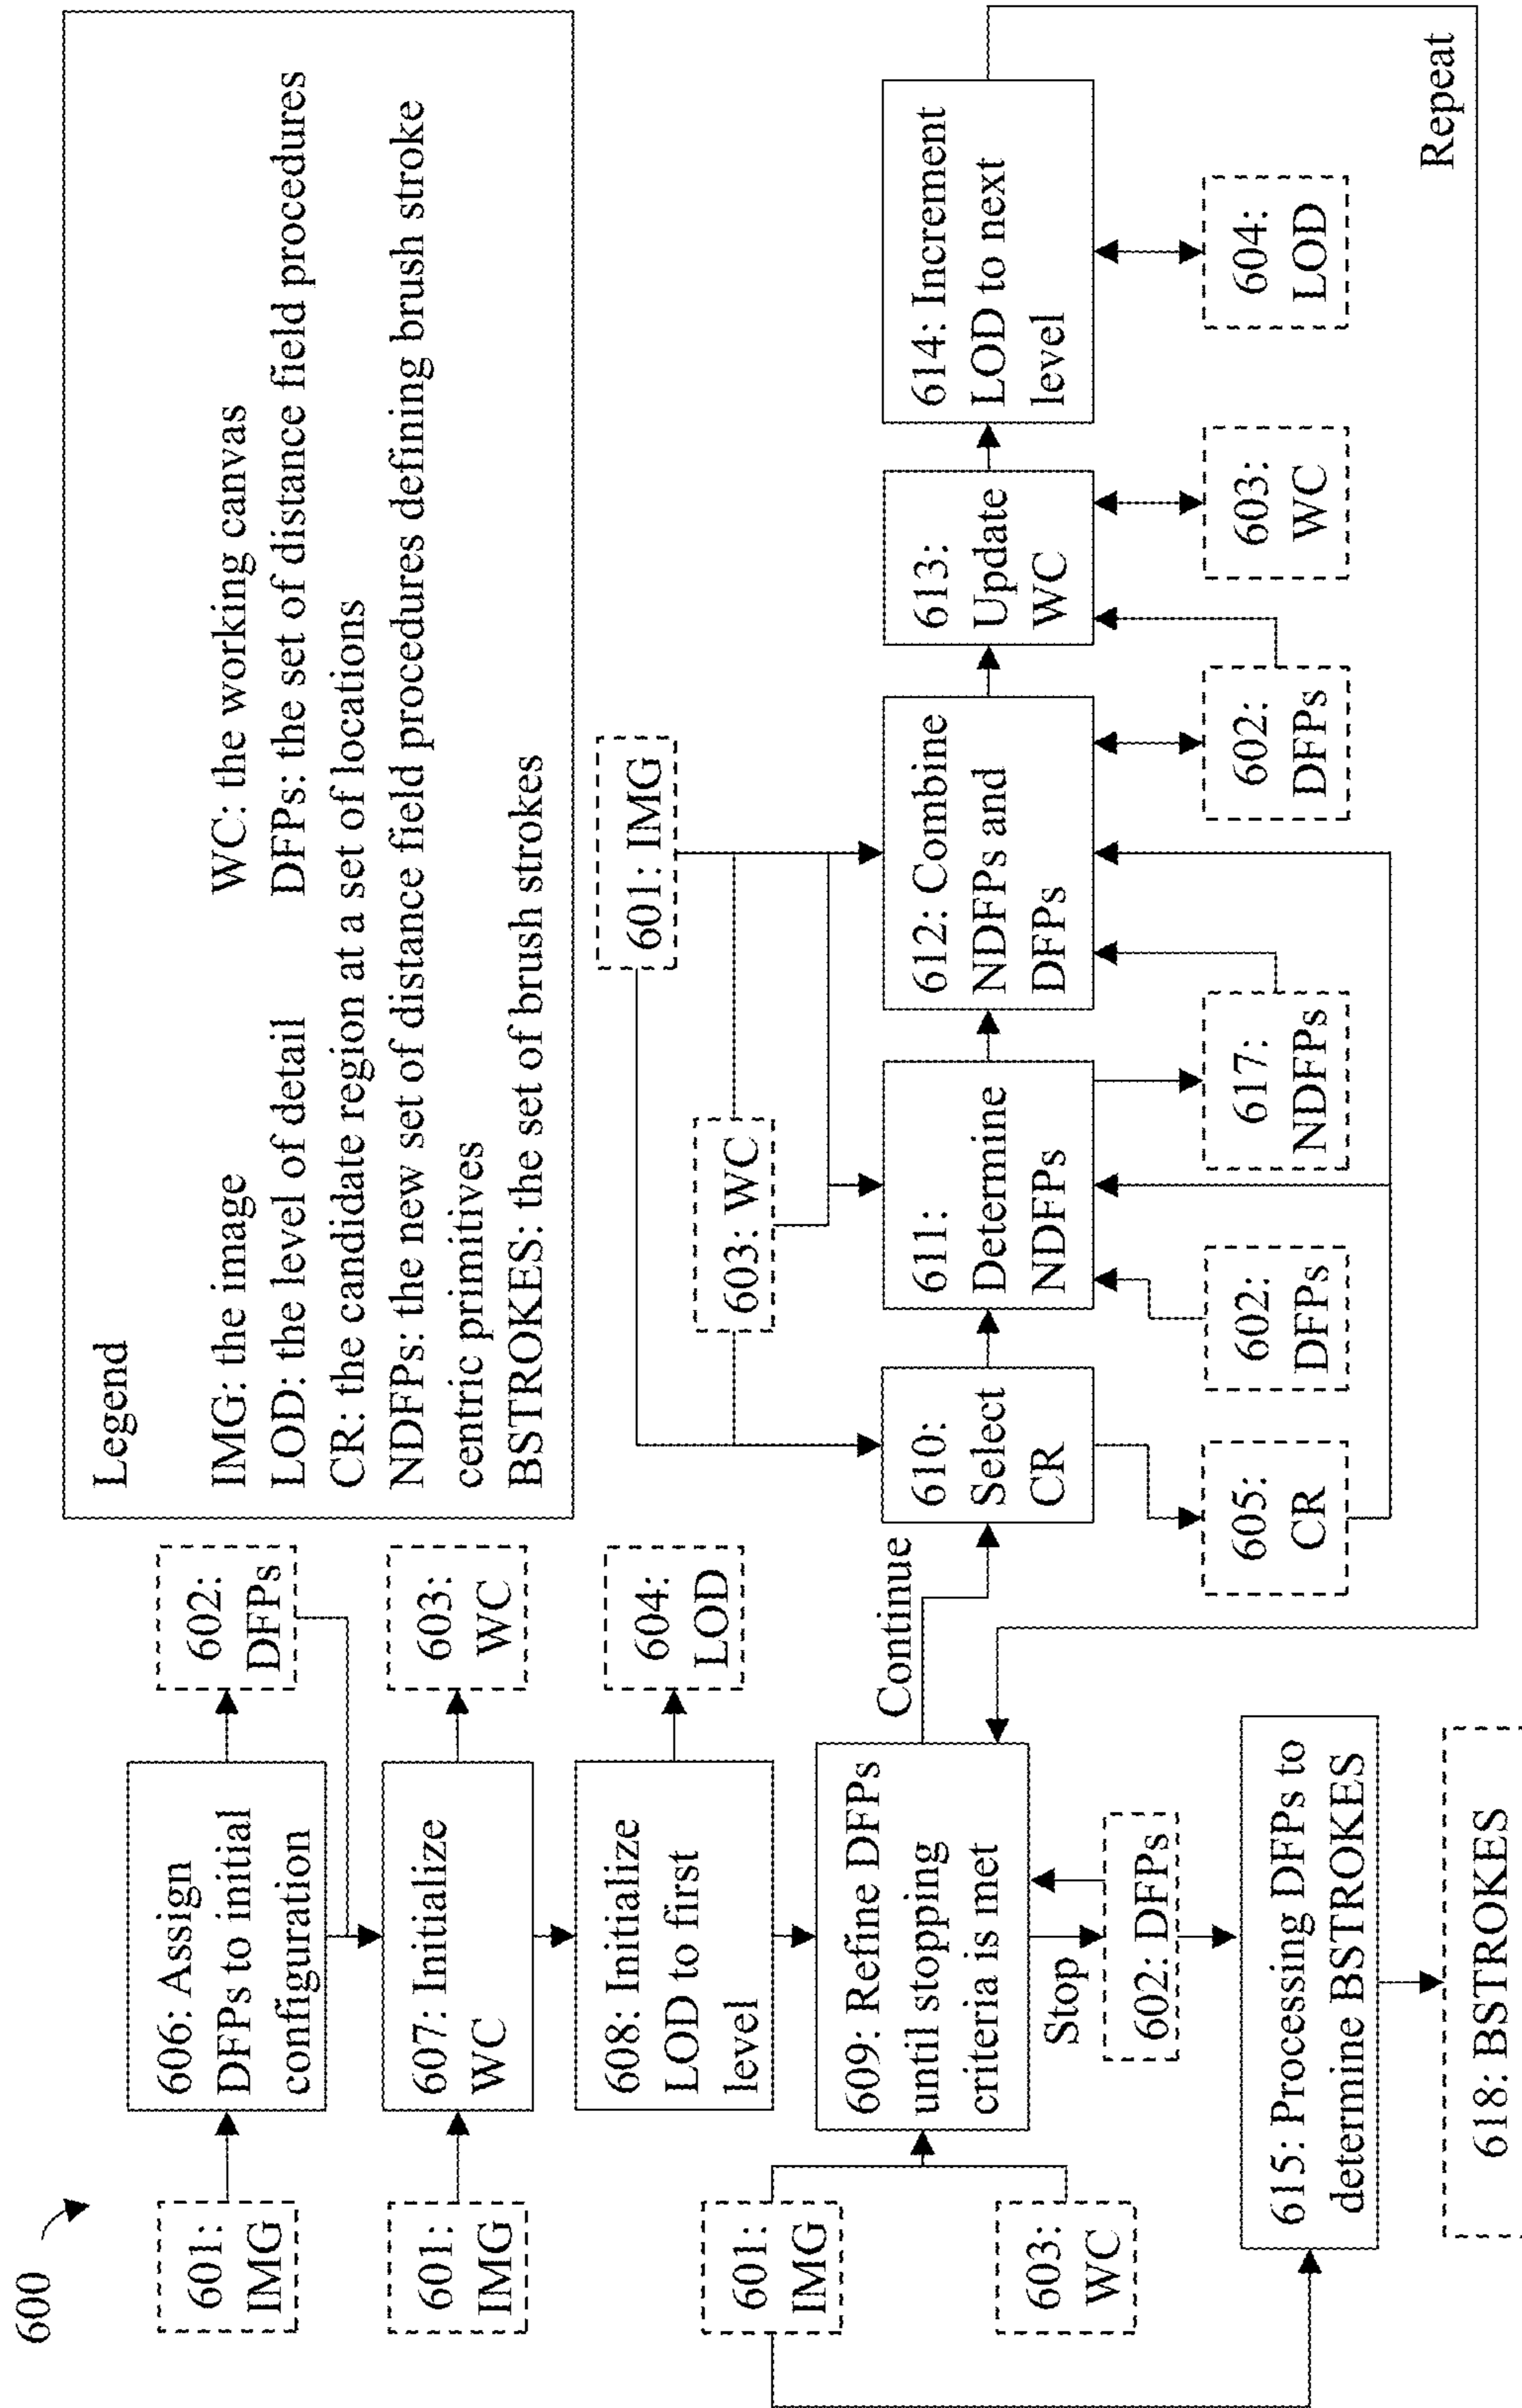 600
Legend
IMG: the image
WC: the working canvas
LOD: the level of detail
DFPs: the set of distance field procedures
CR: the candidate region at a set of locations
NDFPs: the new set of distance field procedures defining brush stroke
centric primitives
BSTROKES: the set of brush strokes
601:
IMG
606: Assign
DFPs to initial
configuration
602:
DFPs
601:
IMG
607: Initialize
WC
603:
WC
608: Initialize
LOD to first
level
604:
LOD
601:
IMG
603:
WC
609: Refine DFPs
until stopping
criteria is met
Continue
Stop
602: DFPs
615: Processing DFPs to
determine BSTROKES
618: BSTROKES
601: IMG
603: WC
610:
Select
CR
611:
Determine
NDFPs
612: Combine
NDFPs and
DFPs
613:
Update
WC
614: Increment
LOD to next
level
605:
CR
602:
DFPs
617:
NDFPs
602:
DFPs
603:
WC
604:
LOD
Repeat